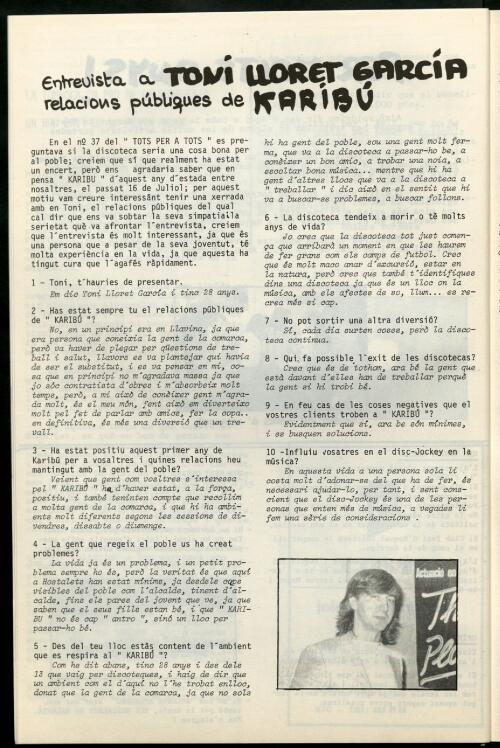 Entrevista a TONI LLORET GARCÍA
relacions públiques de KARIBÚ
En el nº 37 del " TOTS PER A TOTS " es pre-
guntava si la discoteca seria una cosa bona per
al poble; creiem que si que realment ha estat
un encert, però ens agradaria saber que en
pensa " KARIBU " d'aquest any d'estada entre
nosaltres, el passat 16 de Juliol; per aquest
motiu vam creure interessánt tenir una xerrada
amb en Toni, el relacions públiques del qual
cal dir que ens va sobtar la seva simpatialla
serietat què va afrontar l'entrevista, creiem
que l'entrevista és molt interessant, ja que és
una persona que a pesar de la seva joventut, té
molta experiència en la vida, ja que aquesta ha
tingut cura que l'agafés ràpidament.
1 - Toni, t'hauries de presentar.
Em dic Toni Lloret García i tinc 28 anys.
2 - Has estat sempre tu el relacions públiques
de " KARIBÚ "?
No, en un principi era en Llavina, ja que
era persona que coneixia la gent de la comarca,
però va haver de plegar per qüestions de tre-
ball i salut, llavors es va plantejar qui havia
de ser el substitut, i es va pensar en mi, co-
sa que en principi no m'agradava massa ja que
jo sóc contratista d'obres i m'absorbeix molt
temps, però, a mi això de conèixer gent m'agra-
da molt, és el meu món, fent això em diverteixo
molt pel fet de parlar amb amics, fer la copa..
en definitiva, és més una diversió que un tre-
vall.
3 - Ha estat positiu aquest primer any de
Karibú per a vosaltres i quines relacions heu
mantingut amb la gent del poble?
Veient que gent com vosltres s'interessa
pel " KARIBÚ " ha d'haver estat, a la força,
positiu, i també teninten compte que recollim
a molta gent de la comarca, i que hi ha ambi-
ents molt diferents segons les sessions de di-
vendres, dissabte o diumenge.
4 - La gent que regeix el poble us ha creat
problemes?
La vida ja és un problema, i un petit pro-
blema sempre ho és, però la veritat és que aquí
a Hostalets han estat mínims, ja desdels caps
visibles del poble com l'alcalde, tinent d'al-
calde, fins els pares del jovent que ve, ja que
saben que el seus fills estan bé, i que " KARI-
BU " no és cap " antro ", sinó un lloc per
passar-ho bé.
5 - Des del teu lloc estàs content de l'ambient
que es respira al " KARIBÚ "?
Com he dit abans, tinc 28 anys i des dels
13 que vaig per discoteques, i haig de dir que
un ambient com el d'aquí no l'he trobat enlloc,
donat que la gent de la comarca, ja que no sols
hi ha gent del poble, sou una gent molt fer-
ma, que va a la discoteca a passar-ho be, a
conèixer un bon amic, a trobar una noia, a
escoltar bona música... mentre que hi ha
gent d'altres llocs que va a la discoteca a
" treballar " i dic això en el sentit que hi
va a buscar-se problemes, a buscar follons.
6 - La discoteca tendeix a morir o té molts
anys de vida?
Jo crec que la discoteca tot just comen-
ça que arribarà un moment en que les haurem
de fer grans com els camps de futbol. Crec
que és molt maco anar d'excursió, estar en
la natura, però crec que també t'identifiques
dins una discoteca ja que és un lloc on la
música, amb els afectes de so, llum... es re-
crea més si cap.
7 - No pot sortir una altra diversió?
Sí, cada dia surten coses, però la disco-
teca continua.
8 - Qui fa possible l'exit de les discoteques?
Crec que és de tothom, ara bé la gent que
està davant d'elles han de treballar perquè
la gent si hi trobi bé.
9 - En feu cas de les coses negatives que el
vostres clients troben a " KARIBÚ "?
Evidentment que sí, ara be són mínimes,
i es busquen solucions.
10 -Influiu vosatres en el disc-Jockey en la
música?
En aquesta vida a una persona sola li
costa molt d'adonar-se del que ha de fer, és
necessari ajudar-lo, per tant, i sent cons-
cient que el disc-Jockey és una de les per-
sonas que enten més de música, a vegades li
fem una sèrie de consideracions .